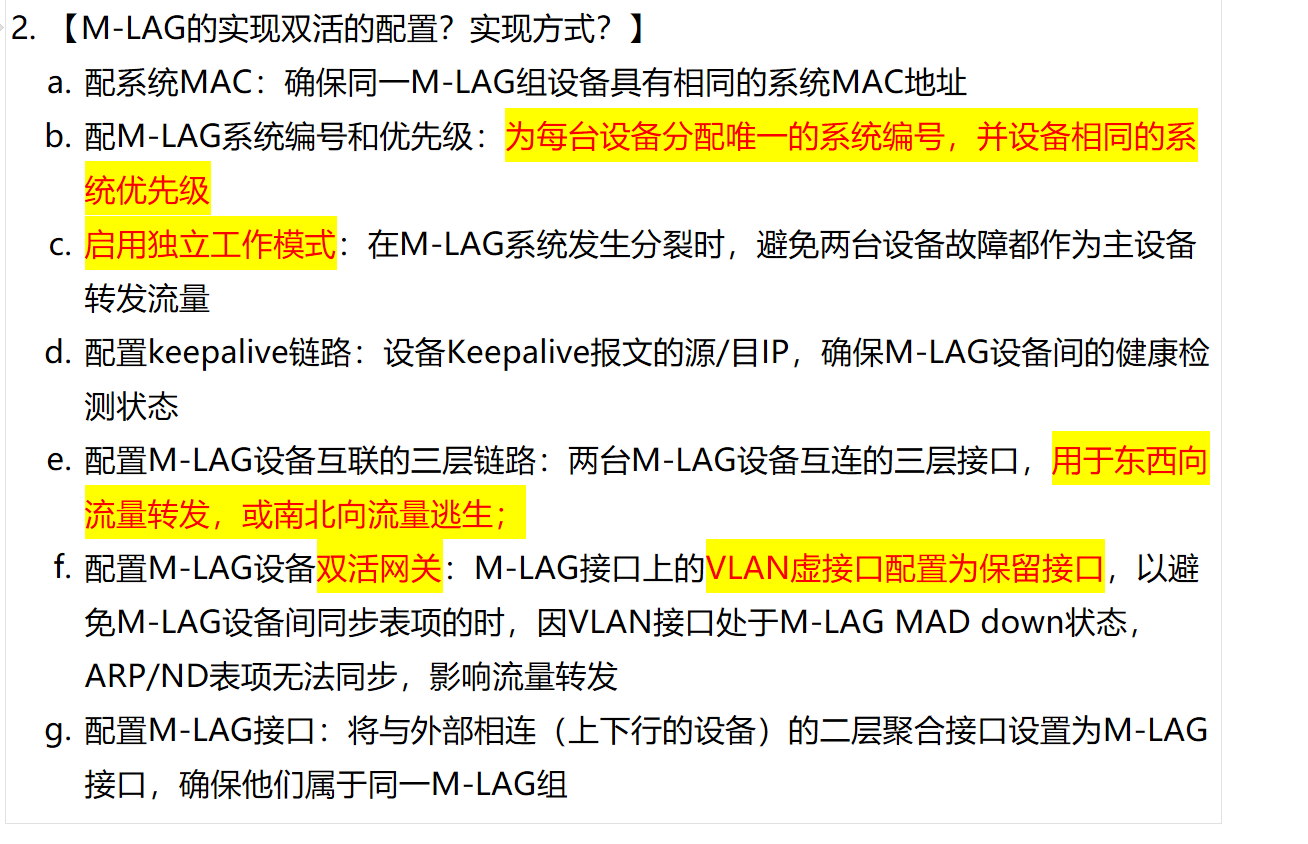 2. 【M-LAG的实现双活的配置？实现方式？】
a. 配系统MAC：确保同一M-LAG组设备具有相同的系统MAC地址
b. 配M-LAG系统编号和优先级：为每台设备分配唯一的系统编号，并设备相同的系
统优先级
c. 启用独立工作模式：在M-LAG系统发生分裂时，避免两台设备故障都作为主设备
转发流量
d. 配置keepalive链路：设备Keepalive报文的源/目IP，确保M-LAG设备间的健康检
测状态
e. 配置M-LAG设备互联的三层链路：两台M-LAG设备互连的三层接口，用于东西向
流量转发，或南北向流量逃生；
f. 配置M-LAG设备双活网关：M-LAG接口上的VLAN虚接口配置为保留接口，以避
免M-LAG设备间同步表项的时，因VLAN接口处于M-LAG MAD down状态，
ARP/ND表项无法同步，影响流量转发
g. 配置M-LAG接口：将与外部相连（上下行的设备）的二层聚合接口设置为M-LAG
接口，确保他们属于同一M-LAG组